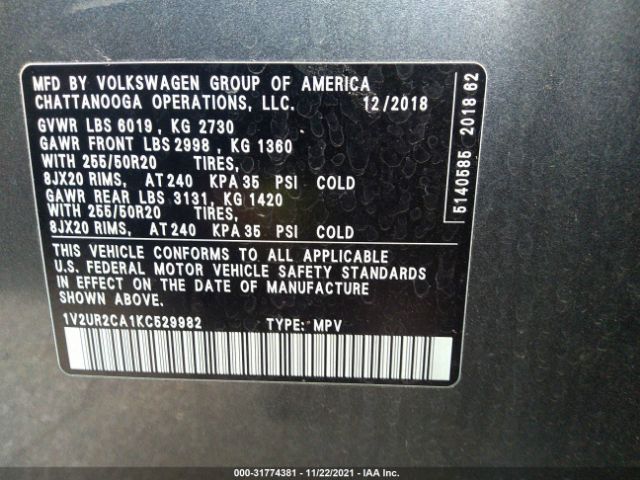 MFD BY VOLKSWAGEN GROUP OF AMERICA
CHATTANOOGA OPERATIONS, LLC. 12/2018
GVWR LBS 6019 , KG 2730
GAWR FRONT LBS 2998 , KG 1360
WITH 255/50R20 TIRES,
8JX20 RIMS, AT 240 KPA 35 PSI COLD
GAWR REAR LBS 3131, KG 1420
WITH 255/50R20 TIRES,
8JX20 RIMS, AT 240 KPA 35 PSI COLD
THIS VEHICLE CONFORMS TO ALL APPLICABLE
U.S. FEDERAL MOTOR VEHICLE SAFETY STANDARDS
IN EFFECT ON THE DATE OF MANUFACTURE
SHOWN ABOVE.
1V2UR2CA1KC529982 TYPE: MPV
5140585 2018 62
000-31774381 - 11/22/2021 - IAA Inc.